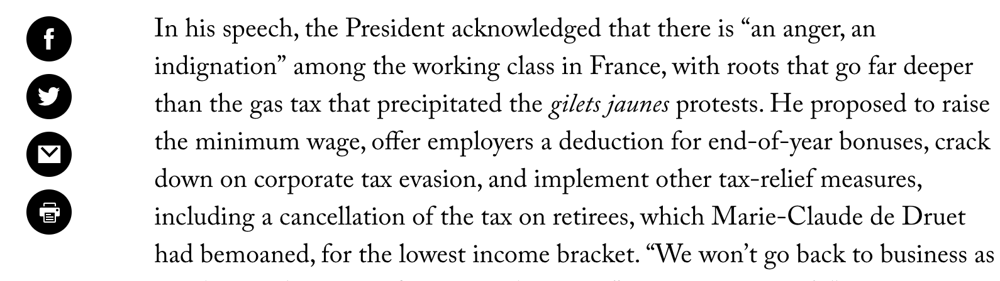 In his speech, the President acknowledged that there is “an anger, an
indignation” among the working class in France, with roots that go far deeper
than the gas tax that precipitated the gilets jaunes protests. He proposed to raise
the minimum wage, offer employers a deduction for end-of-year bonuses, crack
down on corporate tax evasion, and implement other tax-relief measures,
including a cancellation of the tax on retirees, which Marie-Claude de Druet
had bemoaned, for the lowest income bracket. “We won’t go back to business as